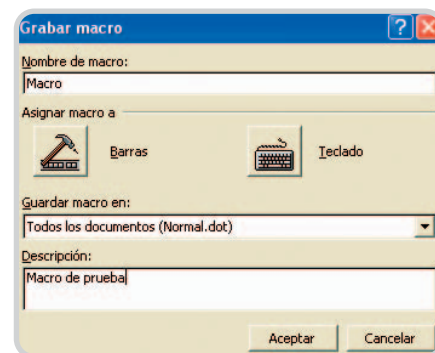 Grabar macro
Nombre de macro:
Macro
Asignar macro a
Barras
Teclado
Guardar macro en:
Todos los documentos (Normal.dot)
Descripción:
Macro de prueba
Aceptar
Cancelar